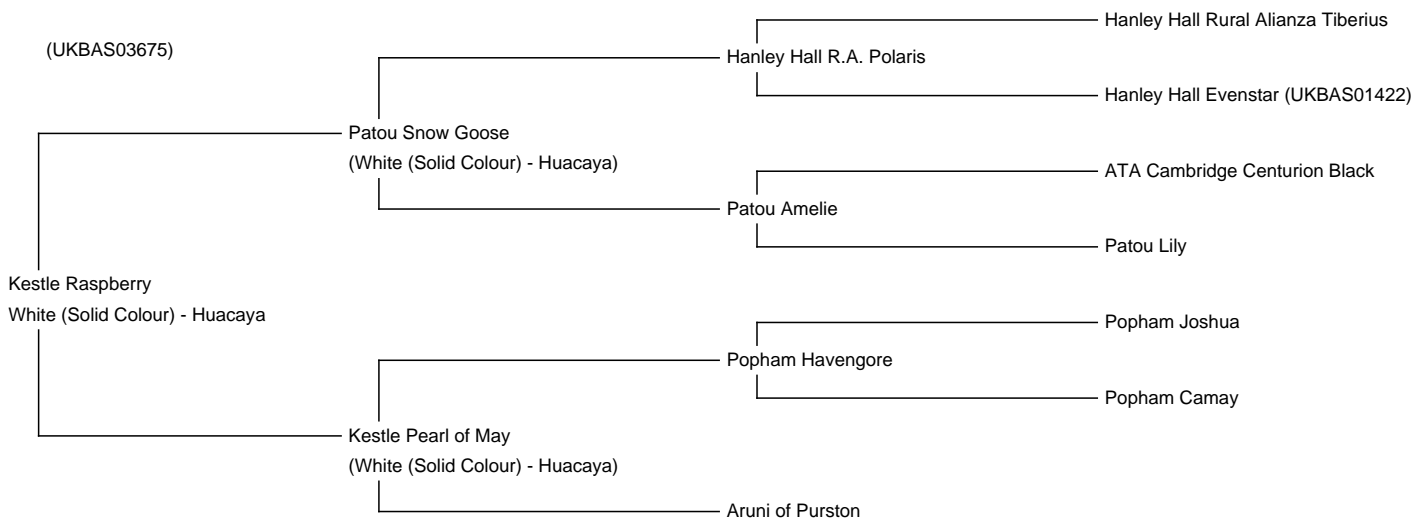 Hanley Hall Rural Alianza Tiberius
(UKBAS03675)
Hanley Hall R.A. Polaris
Hanley Hall Evenstar (UKBAS01422)
Patou Snow Goose
(White (Solid Colour) - Huacaya)
ATA Cambridge Centurion Black
Patou Amelie
Patou Lily
Kestle Raspberry
White (Solid Colour) - Huacaya
Popham Joshua
Popham Havengore
Popham Camay
Kestle Pearl of May
(White (Solid Colour) - Huacaya)
Aruni of Purston